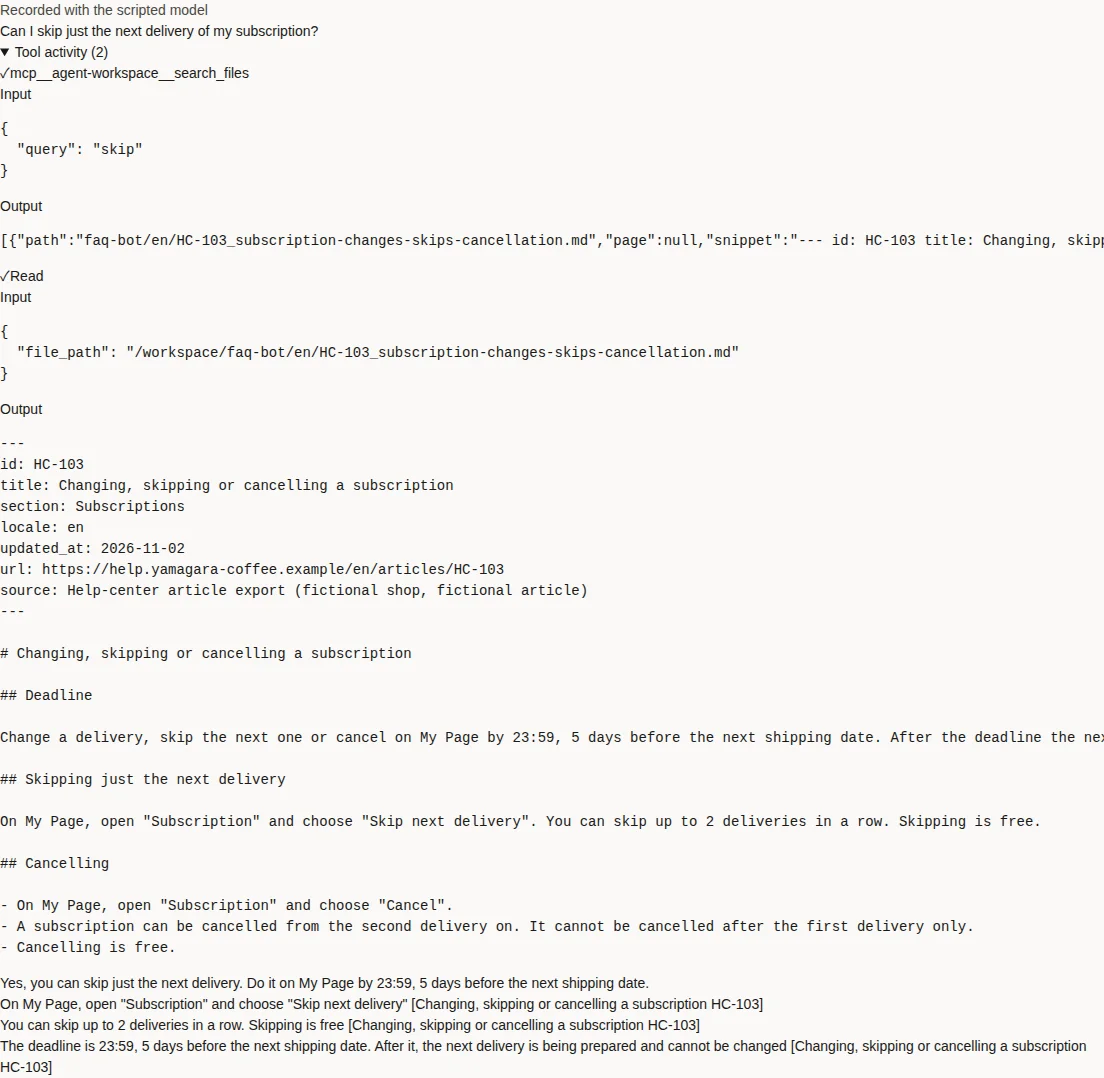 Recorded with the scripted model
Can I skip just the next delivery of my subscription?
▼ Tool activity (2)
✓mcp__agent-workspace__search_files
Input
{
  "query": "skip"
}
Output
[{"path":"faq-bot/en/HC-103_subscription-changes-skips-cancellation.md","page":null,"snippet":"--- id: HC-103 title: Changing, skipp
✓Read
Input
{
  "file_path": "/workspace/faq-bot/en/HC-103_subscription-changes-skips-cancellation.md"
}
Output
---
id: HC-103
title: Changing, skipping or cancelling a subscription
section: Subscriptions
locale: en
updated_at: 2026-11-02
url: https://help.yamagara-coffee.example/en/articles/HC-103
source: Help-center article export (fictional shop, fictional article)
---
# Changing, skipping or cancelling a subscription
## Deadline
Change a delivery, skip the next one or cancel on My Page by 23:59, 5 days before the next shipping date. After the deadline the nex
## Skipping just the next delivery
On My Page, open "Subscription" and choose "Skip next delivery". You can skip up to 2 deliveries in a row. Skipping is free.
## Cancelling
- On My Page, open "Subscription" and choose "Cancel".
- A subscription can be cancelled from the second delivery on. It cannot be cancelled after the first delivery only.
- Cancelling is free.
Yes, you can skip just the next delivery. Do it on My Page by 23:59, 5 days before the next shipping date.
On My Page, open "Subscription" and choose "Skip next delivery" [Changing, skipping or cancelling a subscription HC-103]
You can skip up to 2 deliveries in a row. Skipping is free [Changing, skipping or cancelling a subscription HC-103]
The deadline is 23:59, 5 days before the next shipping date. After it, the next delivery is being prepared and cannot be changed [Changing, skipping or cancelling a subscription
HC-103]